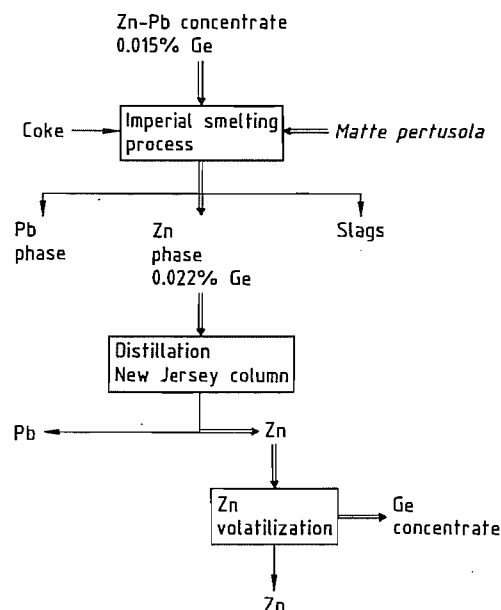 Zn-Pb concentrate
0.015% Ge
Coke
Imperial smelting
process
Matte pertusola
Pb
phase
Zn
phase
0.022% Ge
Slags
Distillation
New Jersey column
Pb
Zn
Zn
volatilization
Ge
concentrate
Zn